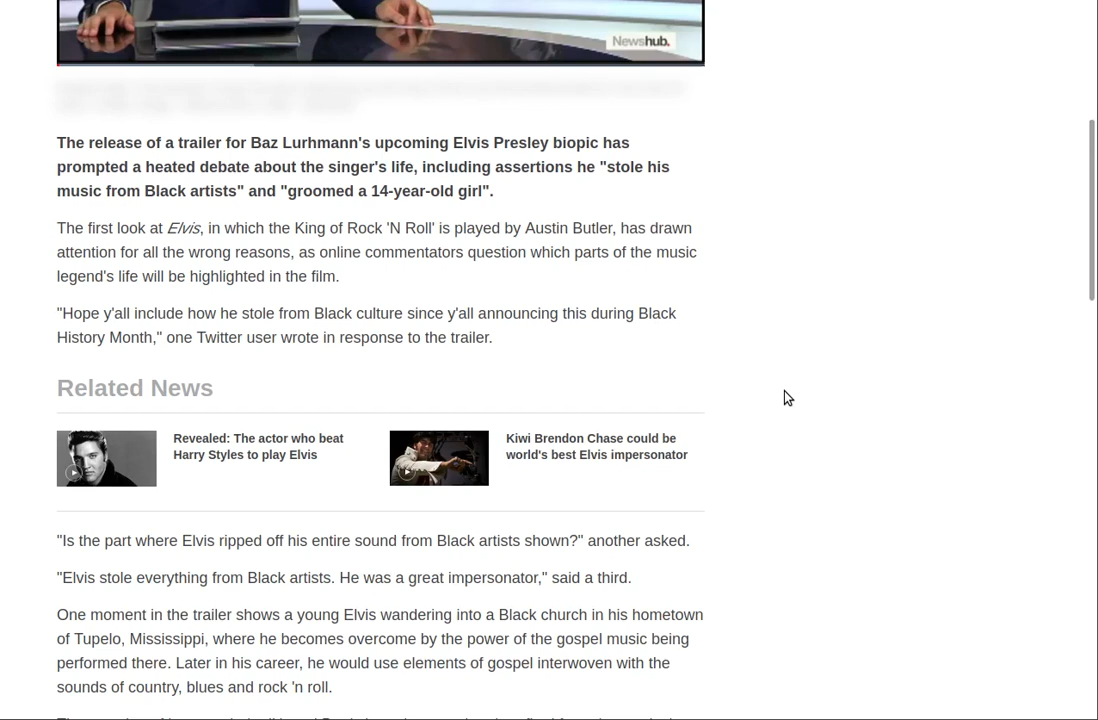 Newshub.
The release of a trailer for Baz Lurhmann's upcoming Elvis Presley biopic has
prompted a heated debate about the singer's life, including assertions he "stole his
music from Black artists" and "groomed a 14-year-old girl".
The first look at Elvis, in which the King of Rock 'N Roll' is played by Austin Butler, has drawn
attention for all the wrong reasons, as online commentators question which parts of the music
legend's life will be highlighted in the film.
"Hope y'all include how he stole from Black culture since y'all announcing this during Black
History Month," one Twitter user wrote in response to the trailer.
Related News
Revealed: The actor who beat
Harry Styles to play Elvis
Kiwi Brendon Chase could be
world's best Elvis impersonator
"Is the part where Elvis ripped off his entire sound from Black artists shown?" another asked.
"Elvis stole everything from Black artists. He was a great impersonator," said a third.
One moment in the trailer shows a young Elvis wandering into a Black church in his hometown
of Tupelo, Mississippi, where he becomes overcome by the power of the gospel music being
performed there. Later in his career, he would use elements of gospel interwoven with the
sounds of country, blues and rock 'n roll.